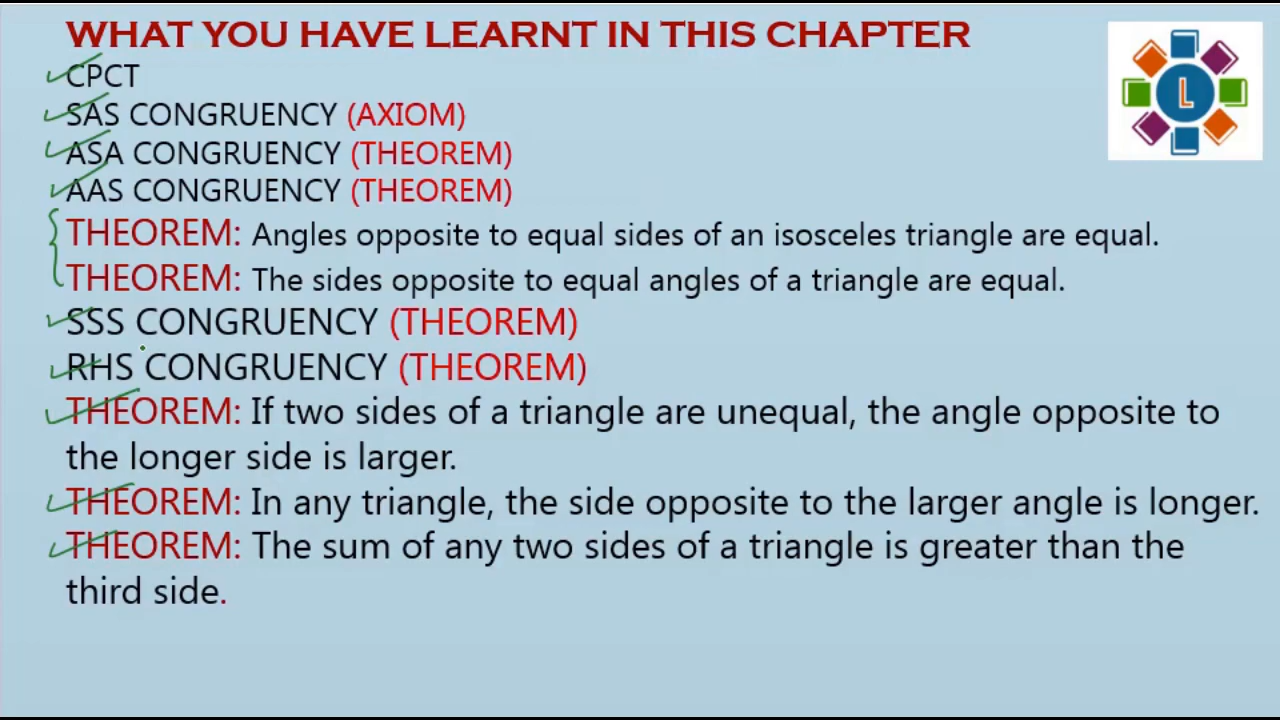 WHAT YOU HAVE LEARNT IN THIS CHAPTER
CPCT
SAS CONGRUENCY (AXIOM)
ASA CONGRUENCY (THEOREM)
AAS CONGRUENCY (THEOREM)
THEOREM: Angles opposite to equal sides of an isosceles triangle are equal.
THEOREM: The sides opposite to equal angles of a triangle are equal.
SSS CONGRUENCY (THEOREM)
RHS CONGRUENCY (THEOREM)
THEOREM: If two sides of a triangle are unequal, the angle opposite to
the longer side is larger.
THEOREM: In any triangle, the side opposite to the larger angle is longer.
THEOREM: The sum of any two sides of a triangle is greater than the
third side.
L